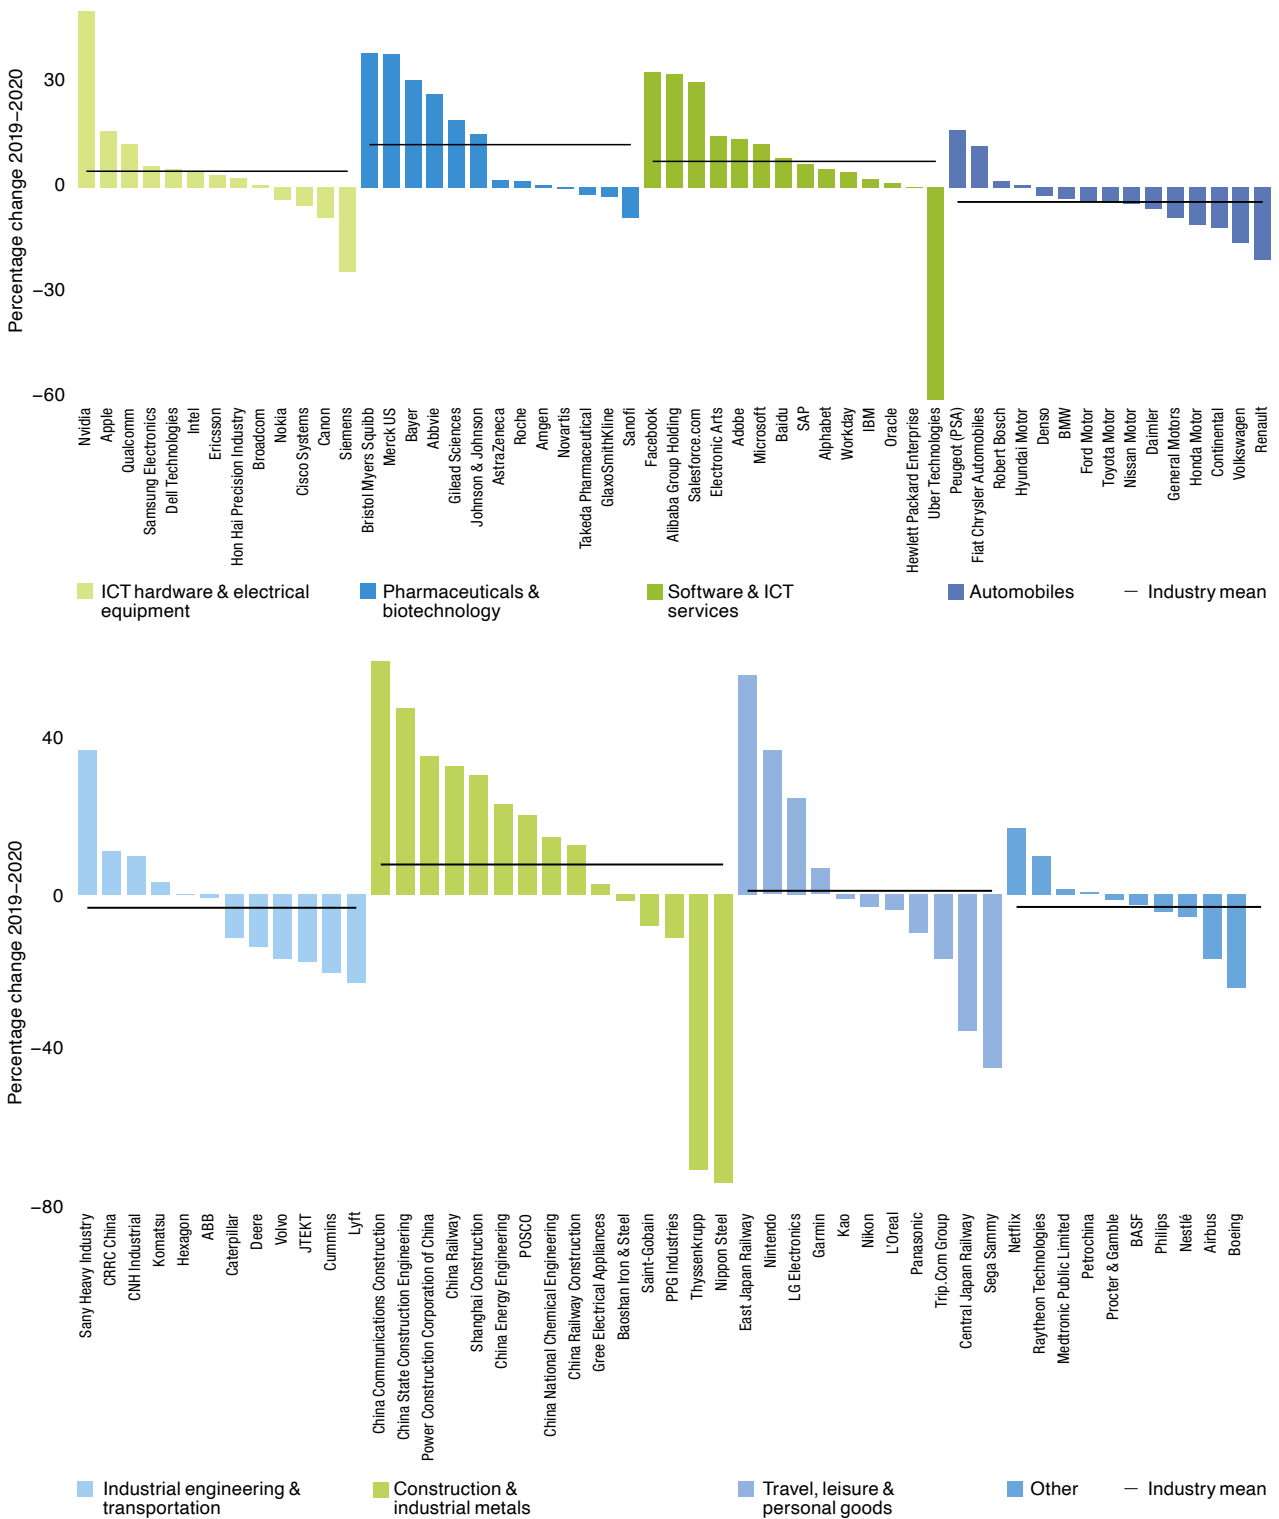 Percentage change 2019–2020
30
0
–30
–60
Nvidia
Apple
Qualcomm
Samsung Electronics
Dell Technologies
Intel
Ericsson
Hon Hai Precision Industry
Broadcom
Nokia
Cisco Systems
Canon
Siemens
Bristol Myers Squibb
Merck US
Bayer
Abbvie
Gilead Sciences
Johnson & Johnson
AstraZeneca
Roche
Amgen
Novartis
Takeda Pharmaceutical
GlaxoSmithKline
Sanofi
Facebook
Alibaba Group Holding
Salesforce.com
Electronic Arts
Adobe
Microsoft
Baidu
SAP
Alphabet
Workday
IBM
Oracle
Hewlett Packard Enterprise
Uber Technologies
Peugeot (PSA)
Fiat Chrysler Automobiles
Robert Bosch
Hyundai Motor
Denso
BMW
Ford Motor
Toyota Motor
Nissan Motor
Daimler
General Motors
Honda Motor
Continental
Volkswagen
Renault
ICT hardware & electrical
equipment
Pharmaceuticals &
biotechnology
Software & ICT
services
Automobiles
Industry mean
Percentage change 2019–2020
40
0
–40
–80
Sany Heavy Industry
CRRC China
CNH Industrial
Komatsu
Hexagon
ABB
Caterpillar
Deere
Volvo
JTEKT
Cummins
Lyft
China Communications Construction
China State Construction Engineering
Power Construction Corporation of China
China Railway
Shanghai Construction
China Energy Engineering
POSCO
China National Chemical Engineering
China Railway Construction
Gree Electrical Appliances
Baoshan Iron & Steel
Saint-Gobain
PPG Industries
Thyssenkrupp
Nippon Steel
East Japan Railway
Nintendo
LG Electronics
Garmin
Kao
Nikon
L'Oreal
Panasonic
Trip.Com Group
Central Japan Railway
Sega Sammy
Netflix
Raytheon Technologies
Medtronic Public Limited
Petrochina
Procter & Gamble
BASF
Philips
Nestlé
Airbus
Boeing
Industrial engineering &
transportation
Construction &
industrial metals
Travel, leisure &
personal goods
Other
Industry mean